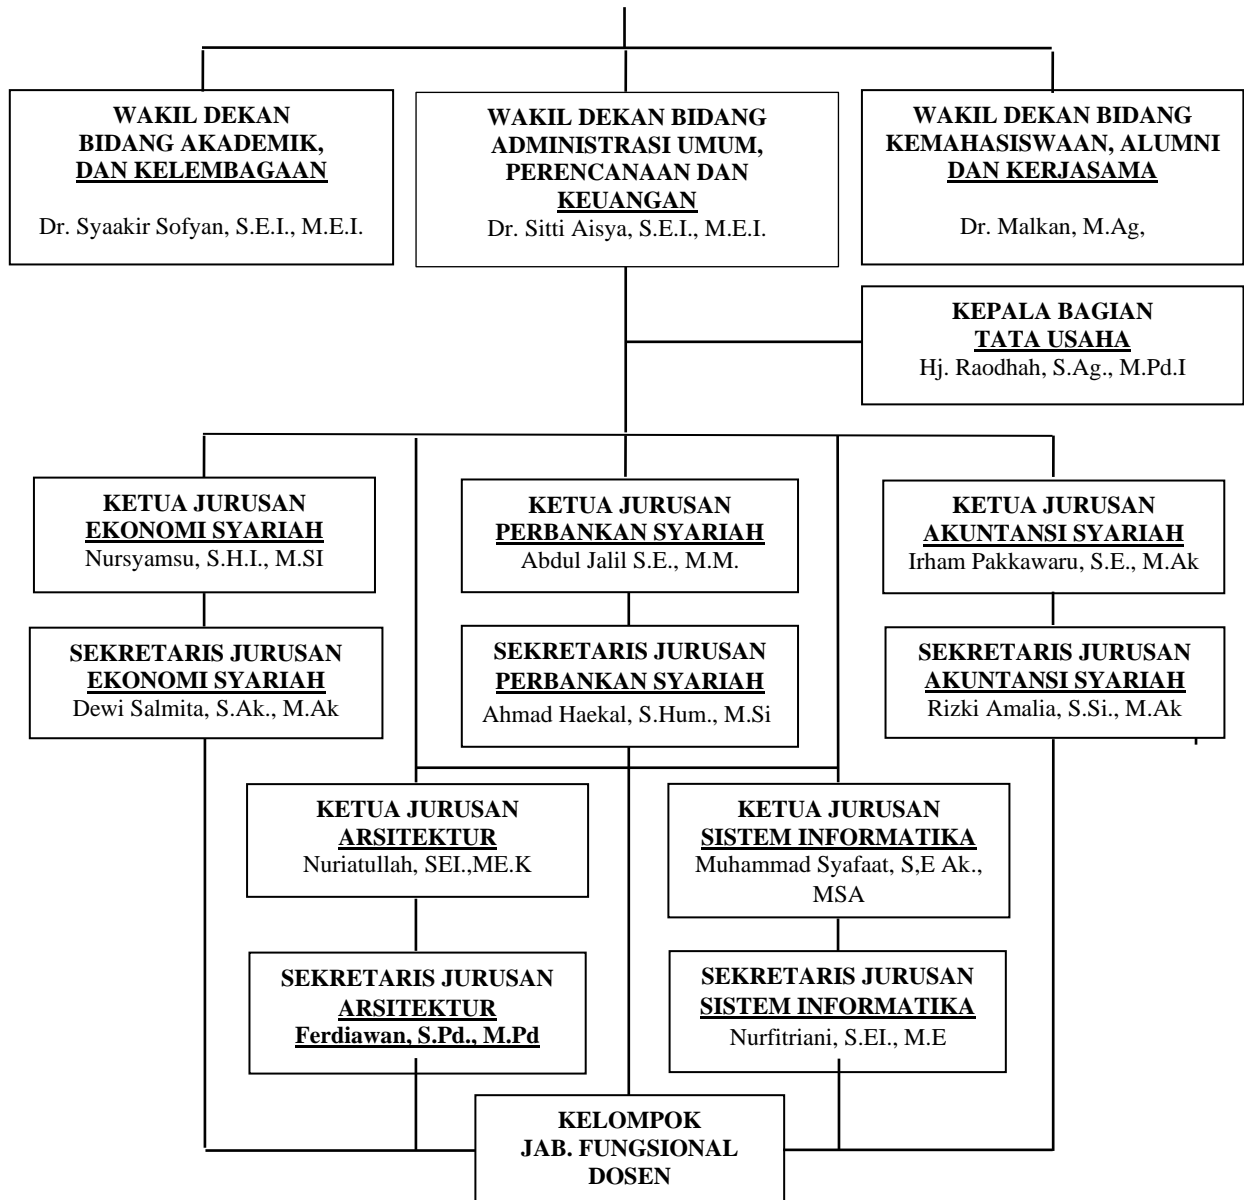 WAKIL DEKAN
BIDANG AKADEMIK,
DAN KELEMBAGAAN
Dr. Syaakir Sofyan, S.E.I., M.E.I.
WAKIL DEKAN BIDANG
ADMINISTRASI UMUM,
PERENCANAAN DAN
KEUANGAN
Dr. Sitti Aisya, S.E.I., M.E.I.
WAKIL DEKAN BIDANG
KEMAHASISWAAN, ALUMNI
DAN KERJASAMA
Dr. Malkan, M.Ag,
KEPALA BAGIAN
TATA USAHA
Hj. Raodhah, S.Ag., M.Pd.I
KETUA JURUSAN
EKONOMI SYARIAH
Nursyamsu, S.H.I., M.SI
KETUA JURUSAN
PERBANKAN SYARIAH
Abdul Jalil S.E., M.M.
KETUA JURUSAN
AKUNTANSI SYARIAH
Irham Pakkawaru, S.E., M.Ak
SEKRETARIS JURUSAN
EKONOMI SYARIAH
Dewi Salmita, S.Ak., M.Ak
SEKRETARIS JURUSAN
PERBANKAN SYARIAH
Ahmad Haekal, S.Hum., M.Si
SEKRETARIS JURUSAN
AKUNTANSI SYARIAH
Rizki Amalia, S.Si., M.Ak
KETUA JURUSAN
ARSITEKTUR
Nuriatullah, SEI.,ME.K
KETUA JURUSAN
SISTEM INFORMATIKA
Muhammad Syafaat, S,E Ak.,
MSA
SEKRETARIS JURUSAN
ARSITEKTUR
Ferdiawan, S.Pd., M.Pd
SEKRETARIS JURUSAN
SISTEM INFORMATIKA
Nurfitriani, S.EI., M.E
KELOMPOK
JAB. FUNGSIONAL
DOSEN